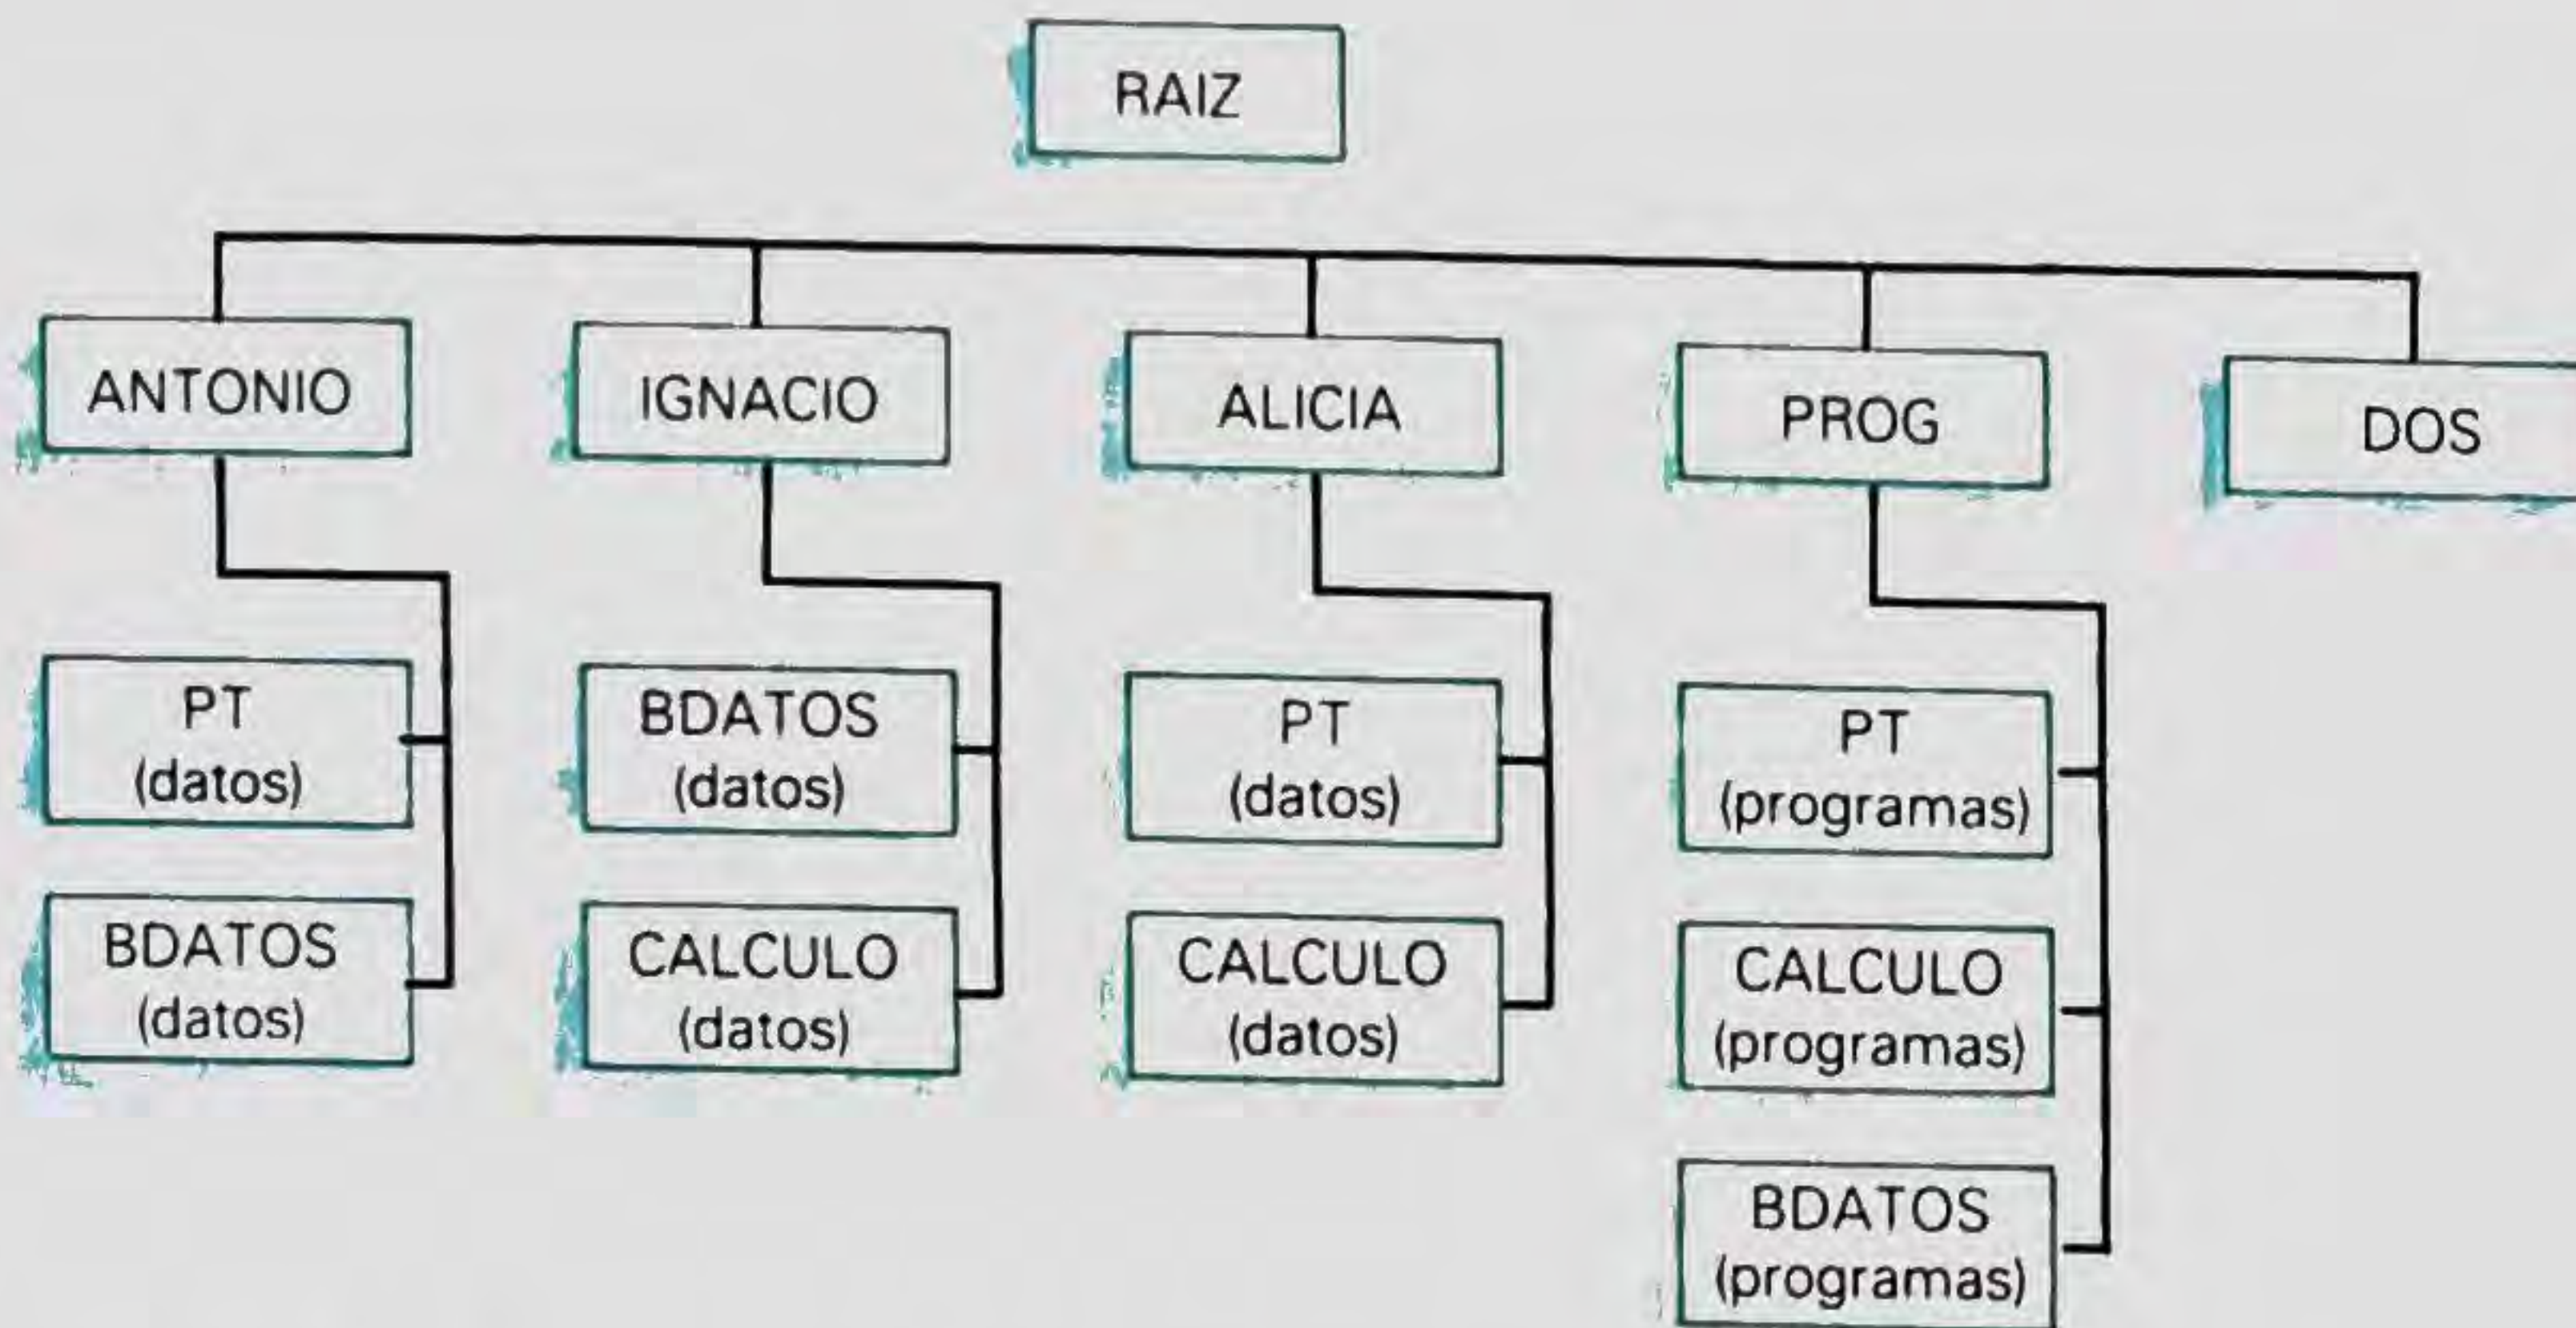 RAIZ
ANTONIO
IGNACIO
ALICIA
PROG
DOS
PT
(datos)
BDATOS
(datos)
BDATOS
(datos)
CALCULO
(datos)
PT
(datos)
CALCULO
(datos)
PT
(programas)
CALCULO
(programas)
BDATOS
(programas)